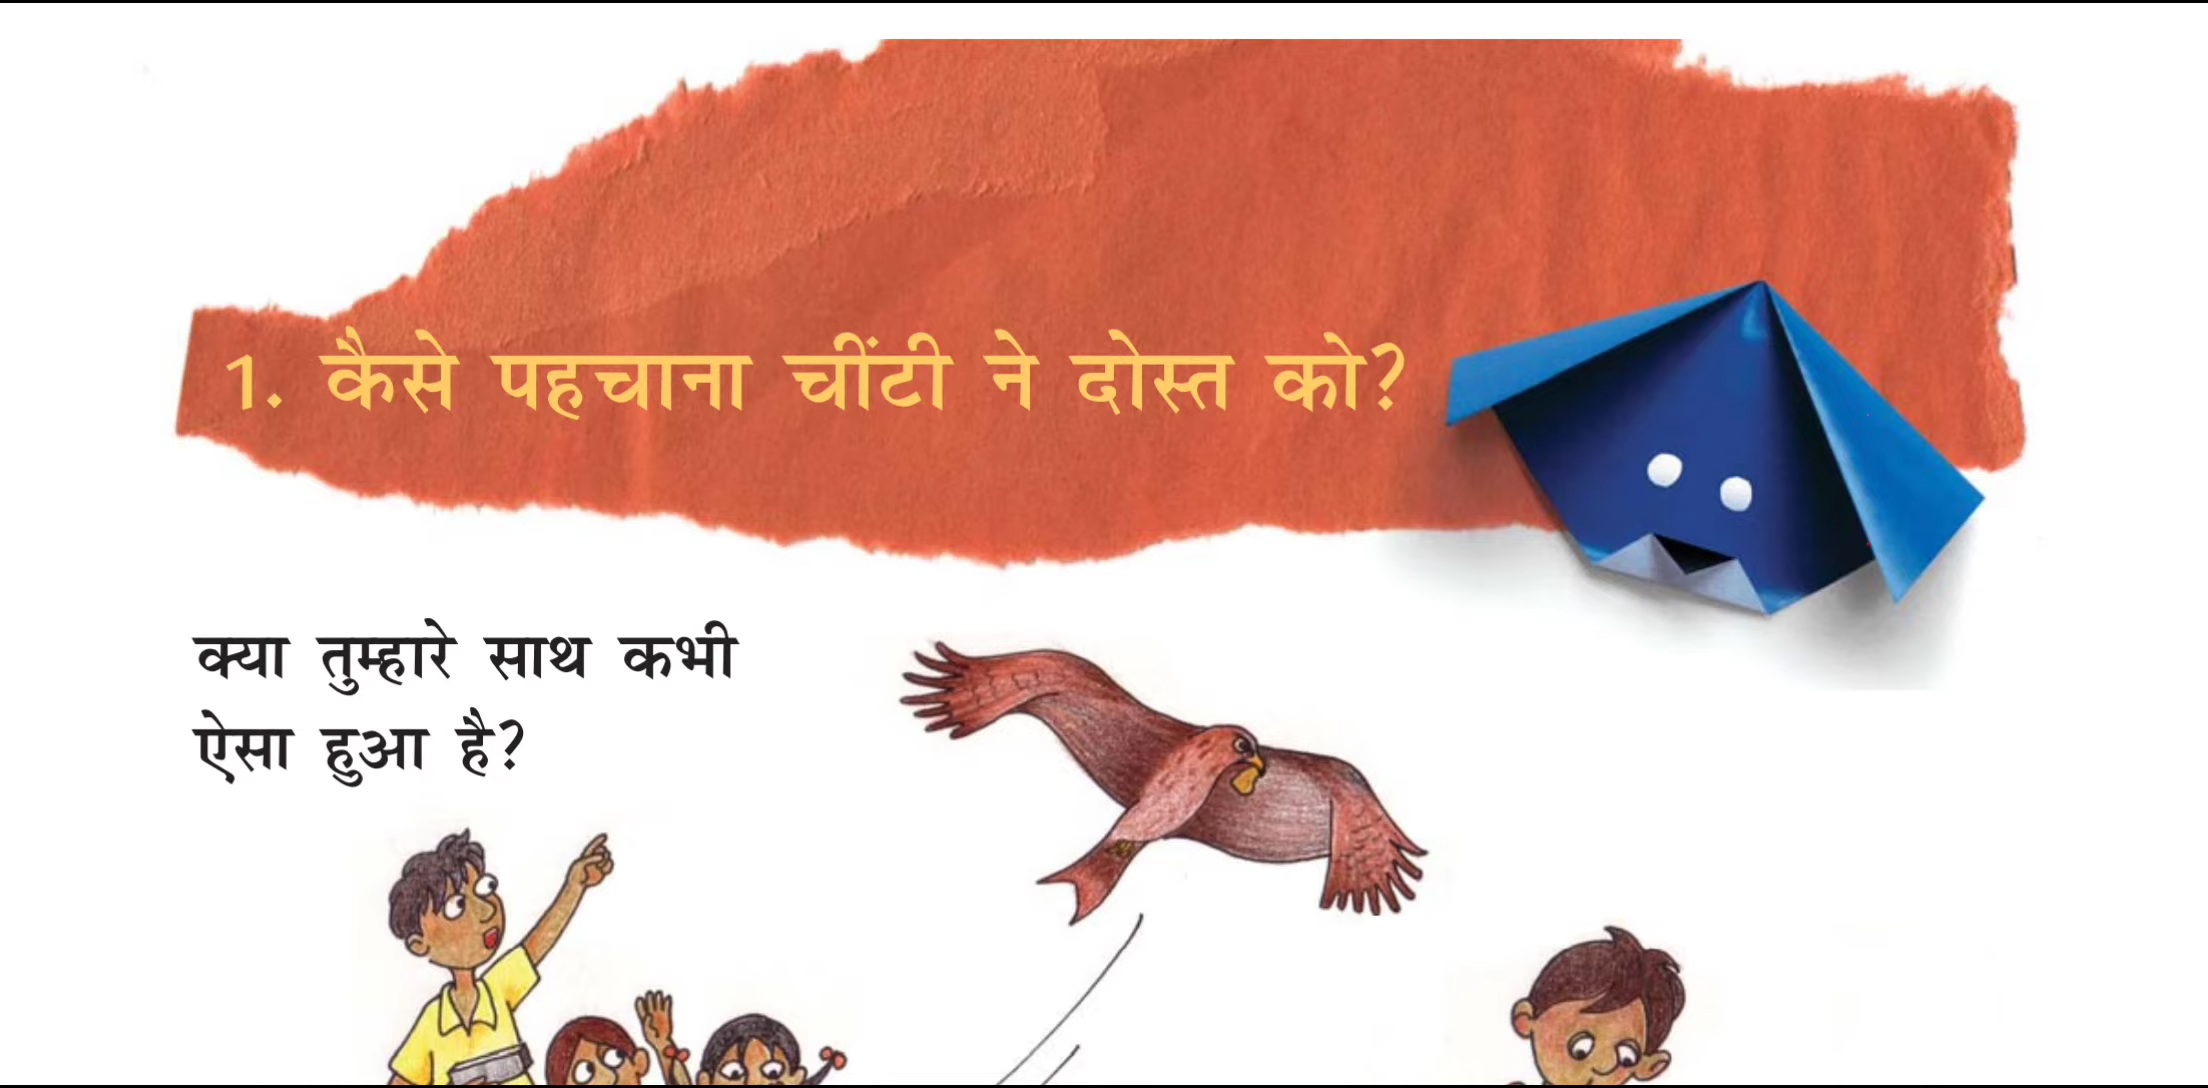 1. कैसे पहचाना चींटी ने दोस्त को?
क्या तुम्हारे साथ कभी
ऐसा हुआ है?